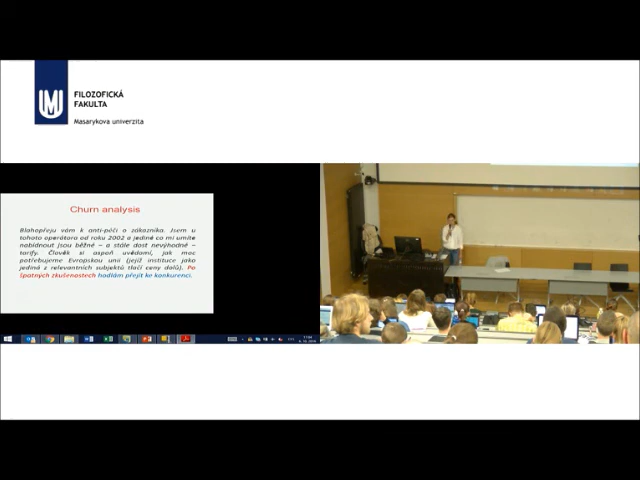 FILOZOFICKÁ
FAKULTA
Masarykova univerzita
Churn analysis
Blahopřeju vám k anti-péči o zákazníka. Jsem u
tohoto operátora od roku 2002 a jediné co mi umíte
nabídnout jsou běžné – a stále dost nevýhodné –
tarify. Člověk si aspoň uvědomí, jak moc
potřebujeme Evropskou unii (její instituce jako
jediná z relevantních subjektů tlačí ceny dolů). Po
špatných zkušenostech hodlám přejít ke konkurenci.